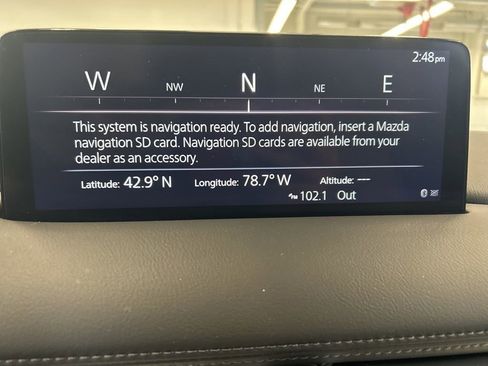 2:48pm
W NW N NE E
This system is navigation ready. To add navigation, insert a Mazda
navigation SD card. Navigation SD cards are available from your
dealer as an accessory.
Latitude: 42.9° N Longitude: 78.7° W Altitude: ---
102.1 Out